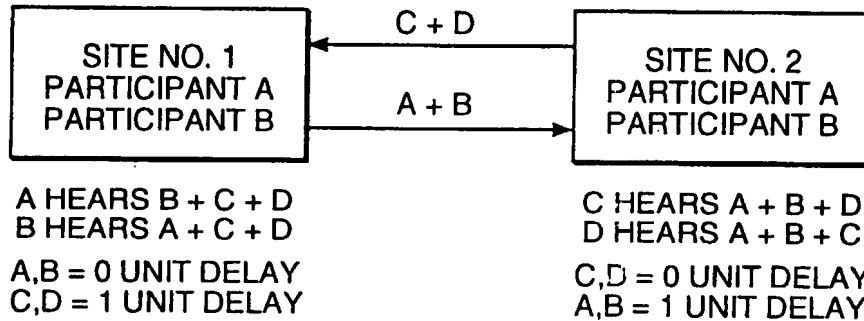 C + D
SITE NO. 1
PARTICIPANT A
PARTICIPANT B
A + B
SITE NO. 2
PARTICIPANT A
PARTICIPANT B
A HEARS B + C + D
B HEARS A + C + D
A,B = 0 UNIT DELAY
C,D = 1 UNIT DELAY
C HEARS A + B + D
D HEARS A + B + C
C,D = 0 UNIT DELAY
A,B = 1 UNIT DELAY